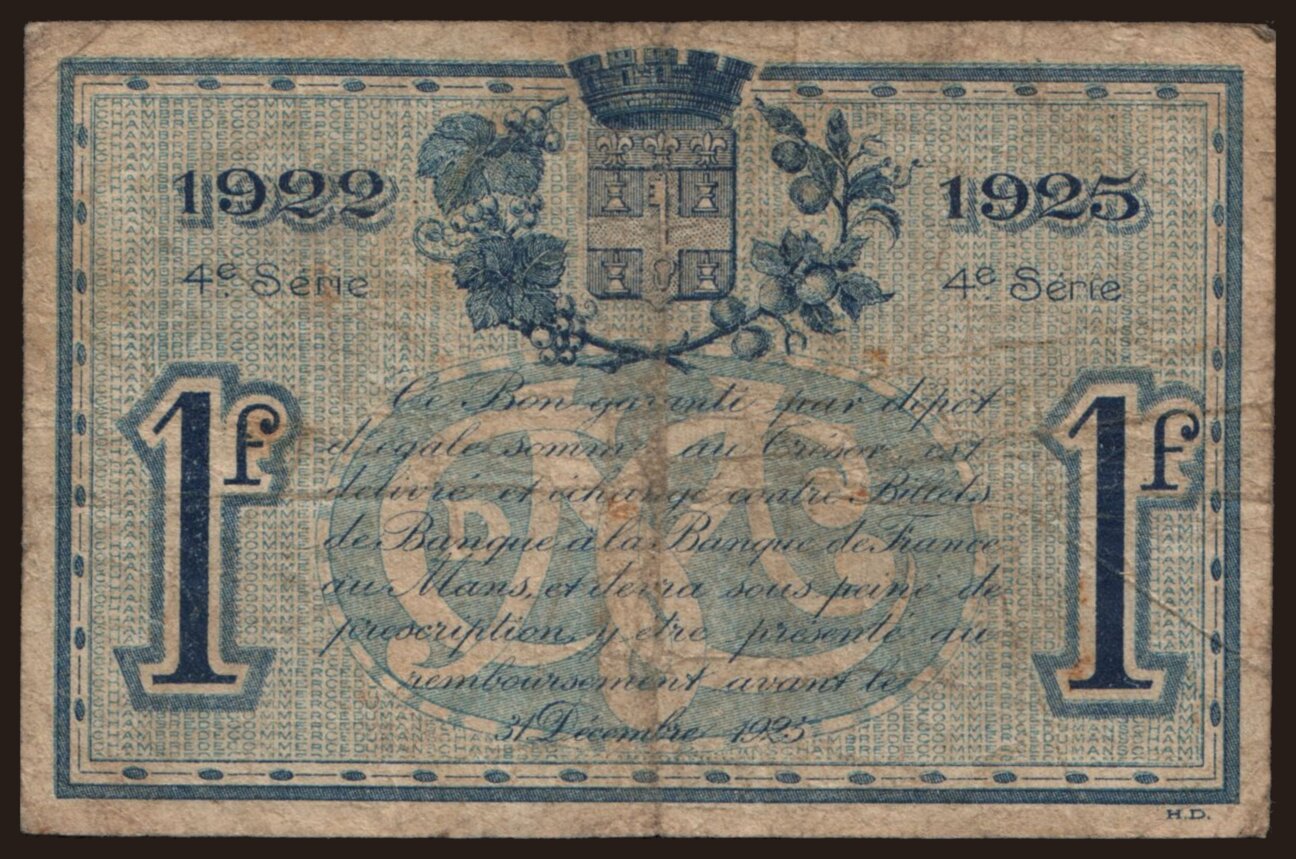 1922
1925
4e. Série
4e. Série
1f
1f
Ce Bon garanti par dépôt
d'égale somme au Trésor est
délivré et échangé contre Billets
de Banque à la Banque de France
au Mans, et devra sous peine de
prescription, y être présenté au
remboursement avant le
31 Décembre 1925
H.D.